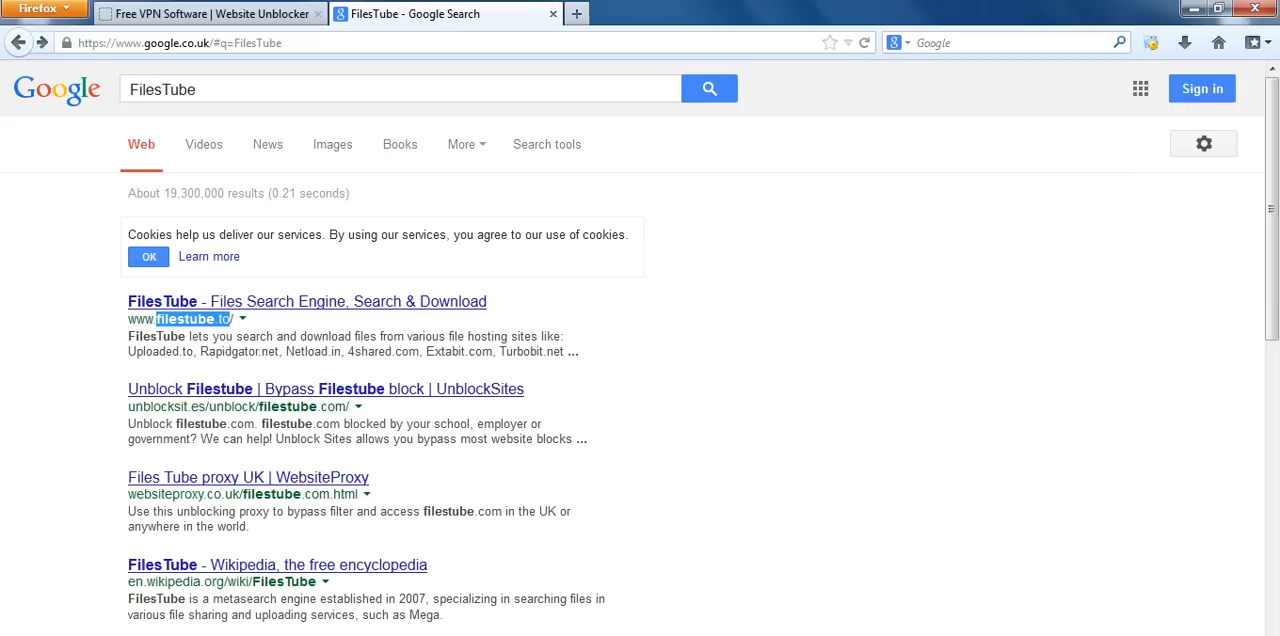 Firefox
Free VPN Software | Website Unblocker
FilesTube - Google Search
https://www.google.co.uk/#q=FilesTube
Google
Google
FilesTube
Sign in
Web Videos News Images Books More Search tools
About 19,300,000 results (0.21 seconds)
Cookies help us deliver our services. By using our services, you agree to our use of cookies.
OK Learn more
FilesTube - Files Search Engine, Search & Download
www.filestube.to/
FilesTube lets you search and download files from various file hosting sites like:
Uploaded.to, Rapidgator.net, Netload.in, 4shared.com, Extabit.com, Turbobit.net ...
Unblock Filestube | Bypass Filestube block | UnblockSites
unblocksit.es/unblock/filestube.com/
Unblock filestube.com. filestube.com blocked by your school, employer or
government? We can help! Unblock Sites allows you bypass most website blocks ...
Files Tube proxy UK | WebsiteProxy
websiteproxy.co.uk/filestube.com.html
Use this unblocking proxy to bypass filter and access filestube.com in the UK or
anywhere in the world.
FilesTube - Wikipedia, the free encyclopedia
en.wikipedia.org/wiki/FilesTube
FilesTube is a metasearch engine established in 2007, specializing in searching files in
various file sharing and uploading services, such as Mega.